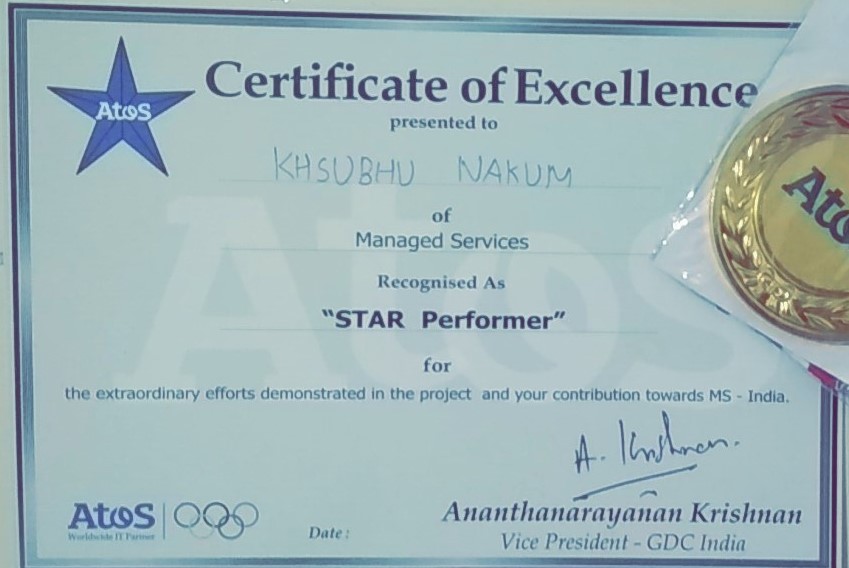 Certificate of Excellence
Atos
presented to
KHSUBHU NAKUM
of
Managed Services
Recognised As
"STAR Performer"
for
the extraordinary efforts demonstrated in the project and your contribution towards MS - India.
A. Krishnan.
Atos
Worldwide IT Partner
Date:
Ananthanarayanan Krishnan
Vice President - GDC India
Atos